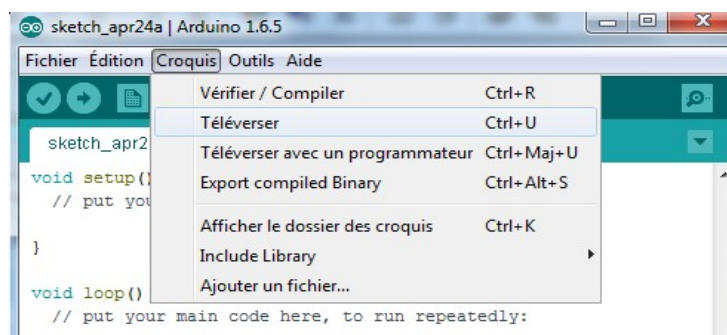 sketch_apr24a | Arduino 1.6.5
Fichier Édition Croquis Outils Aide
Vérifier / Compiler Ctrl+R
Téléverser Ctrl+U
sketch_apr2
Téléverser avec un programmateur Ctrl+Maj+U
void setup()
Export compiled Binary Ctrl+Alt+S
// put you
Afficher le dossier des croquis Ctrl+K
}
Include Library
Ajouter un fichier...
void loop()
// put your main code here, to run repeatedly: